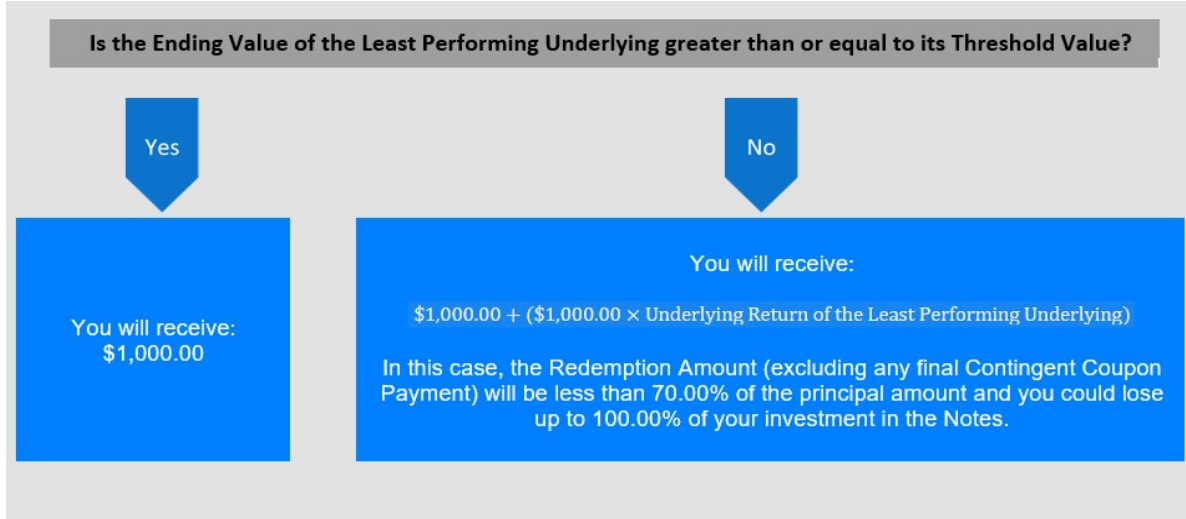 Is the Ending Value of the Least Performing Underlying greater than or equal to its Threshold Value?
Yes
No
You will receive:
$1,000.00
You will receive:
$1,000.00 + ($1,000.00 × Underlying Return of the Least Performing Underlying)
In this case, the Redemption Amount (excluding any final Contingent Coupon
Payment) will be less than 70.00% of the principal amount and you could lose
up to 100.00% of your investment in the Notes.